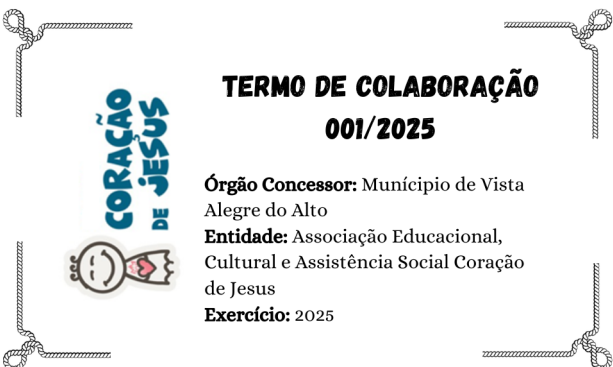 TERMO DE COLABORAÇÃO
001/2025
CORAÇÃO
DE JESUS
Órgão Concessor: Munícipio de Vista
Alegre do Alto
Entidade: Associação Educacional,
Cultural e Assistência Social Coração
de Jesus
Exercício: 2025